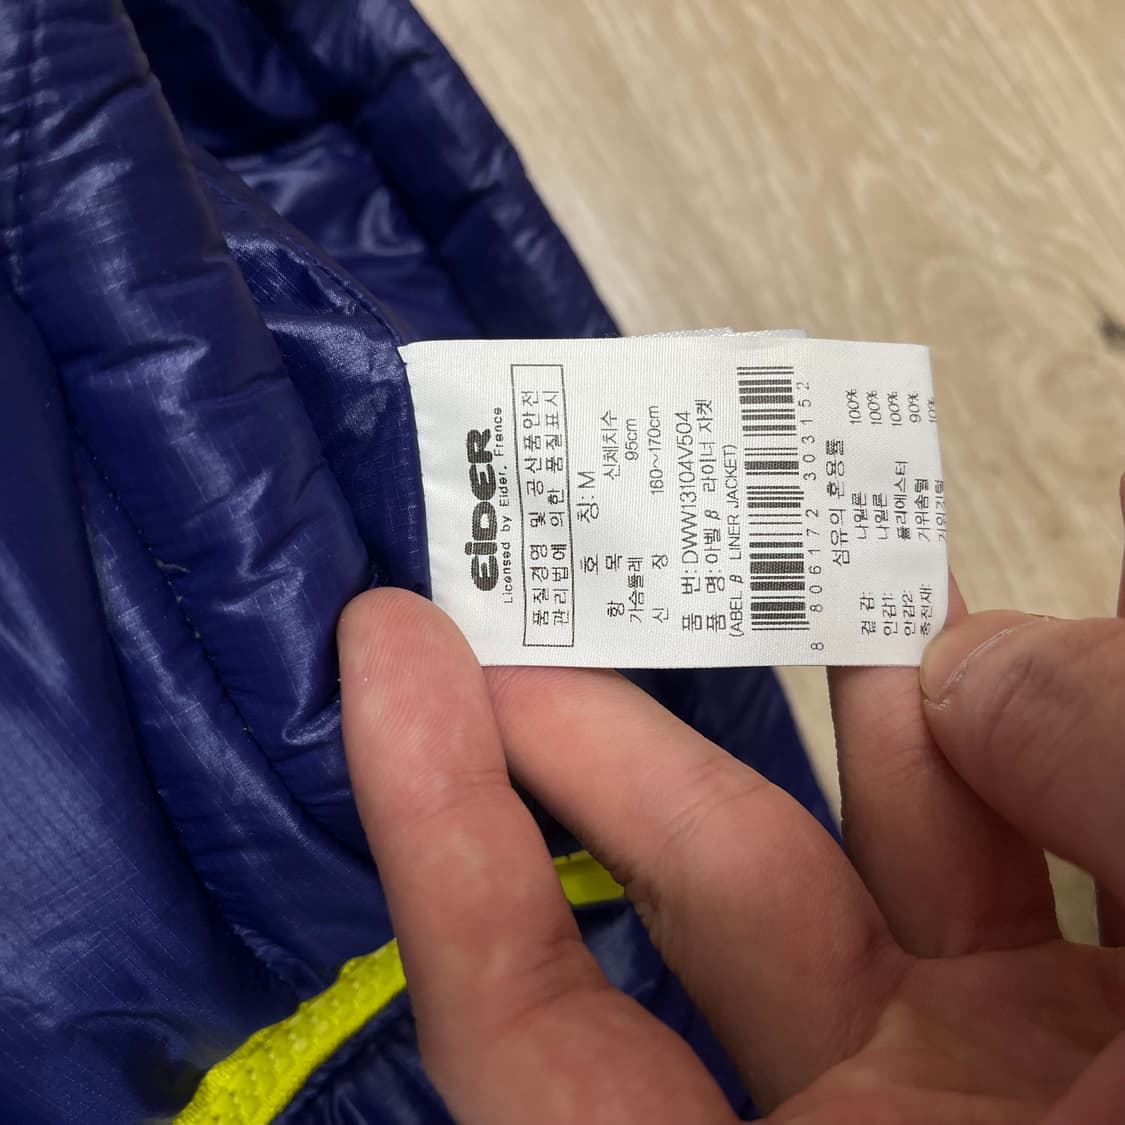 EiDER
Licensed by Eider, France
품질경영 및 공산품안전
관리법에 의한 품질표시
호 칭: M
항 목 신체치수
가슴둘레 95cm
신 장 160~170cm
품 번: DWW13104V504
품 명: 아벨 β 라이너 자켓
(ABEL β LINER JACKET)
8 806172 303152
섬유의 혼용률
겉 감: 나일론 100%
안감1: 나일론 100%
안감2: 폴리에스터 100%
충전재: 거위솜털 90%
거위깃털 10%